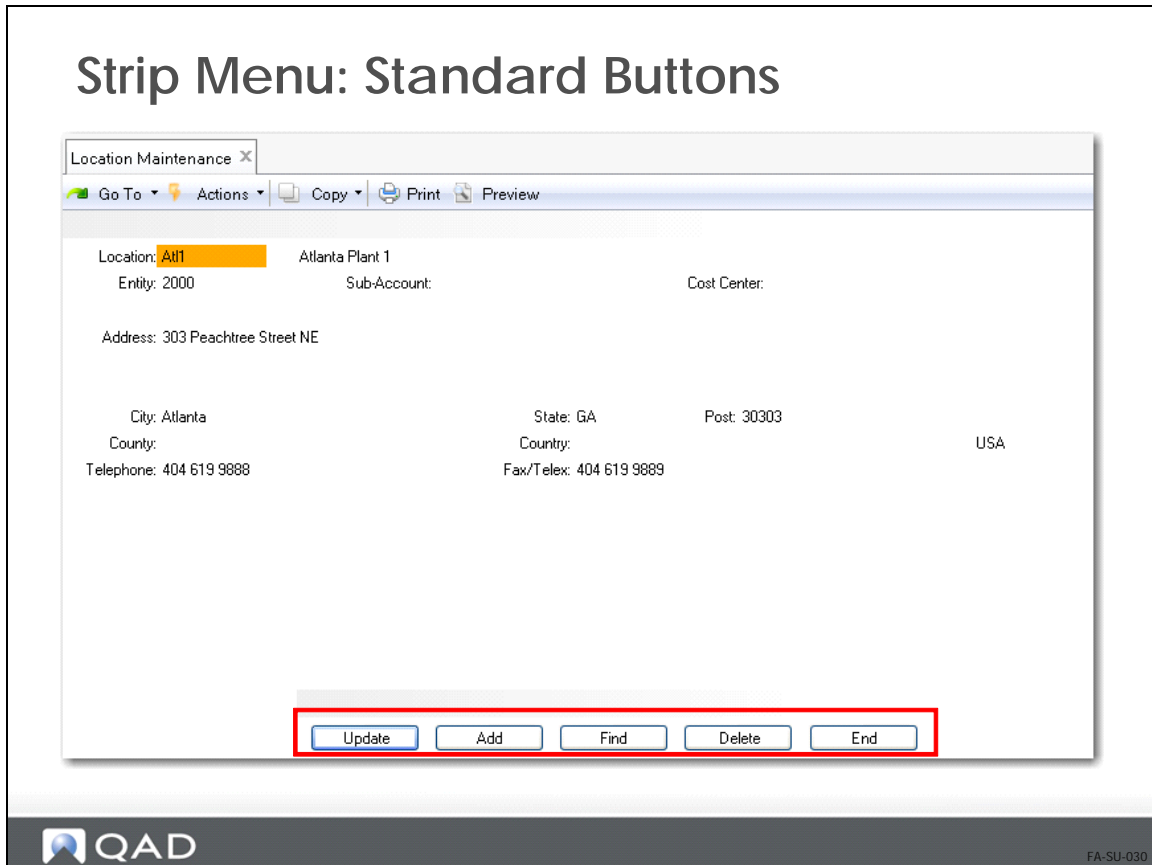 Strip Menu: Standard Buttons
Location Maintenance X
Go To Actions Copy Print Preview
Location: Atl1 Atlanta Plant 1
Entity: 2000 Sub-Account: Cost Center:
Address: 303 Peachtree Street NE
City: Atlanta State: GA Post: 30303
County: Country: USA
Telephone: 404 619 9888 Fax/Telex: 404 619 9889
Update Add Find Delete End
QAD
FA-SU-030